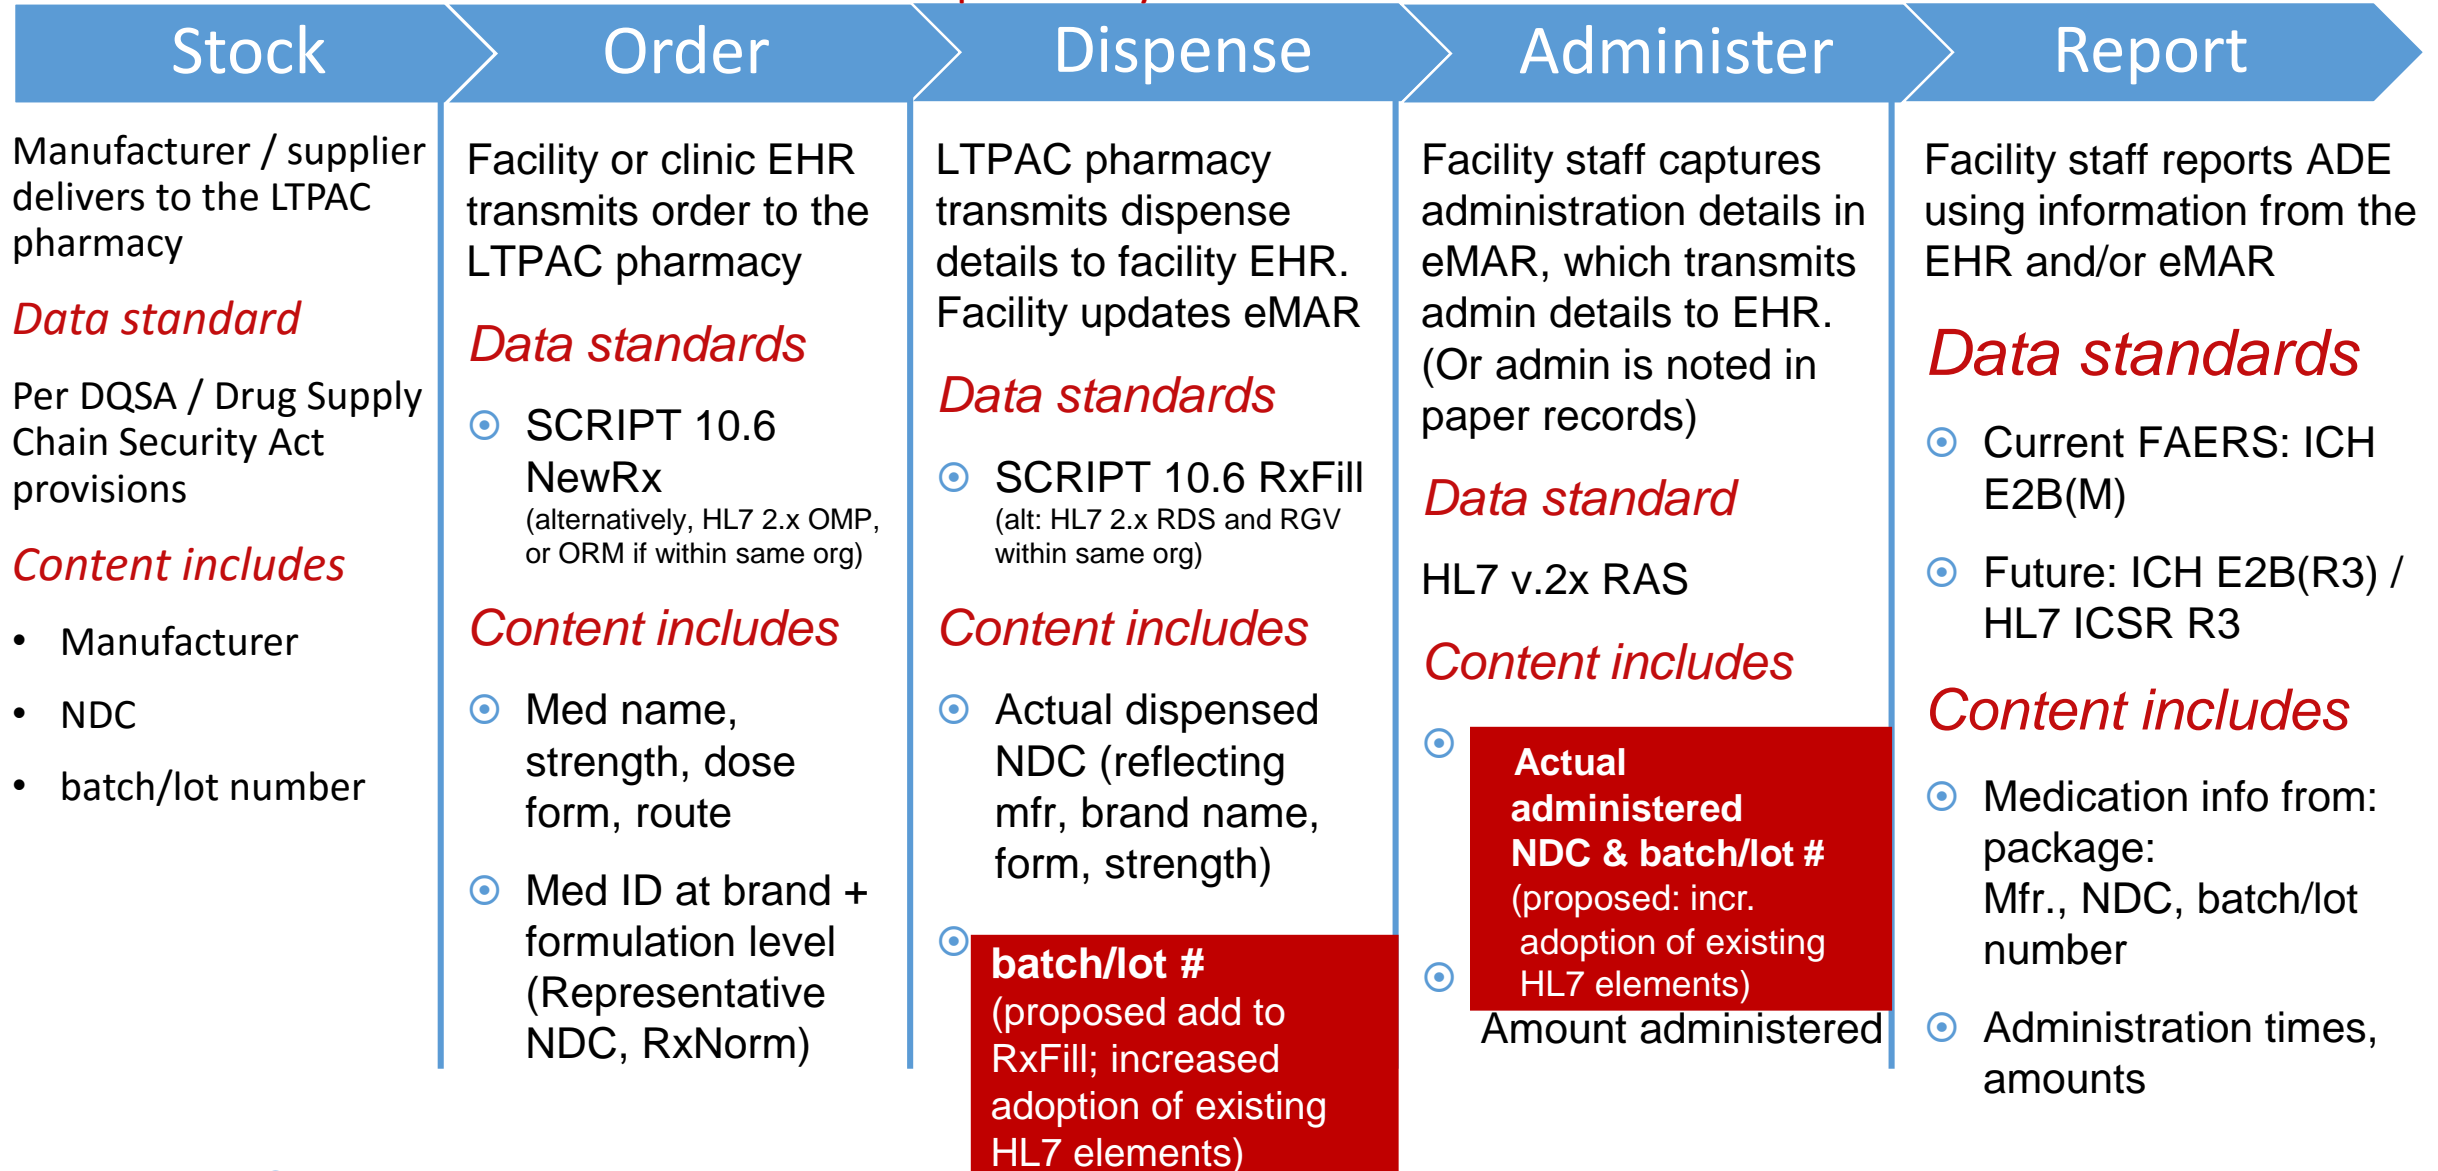 Stock
Order
Dispense
Administer
Report
Manufacturer / supplier
delivers to the LTPAC
pharmacy
Data standard
Per DQSA / Drug Supply
Chain Security Act
provisions
Content includes
• Manufacturer
• NDC
• batch/lot number
Facility or clinic EHR
transmits order to the
LTPAC pharmacy
Data standards
SCRIPT 10.6
NewRx
(alternatively, HL7 2.x OMP,
or ORM if within same org)
Content includes
Med name,
strength, dose
form, route
Med ID at brand +
formulation level
(Representative
NDC, RxNorm)
LTPAC pharmacy
transmits dispense
details to facility EHR.
Facility updates eMAR
Data standards
SCRIPT 10.6 RxFill
(alt: HL7 2.x RDS and RGV
within same org)
Content includes
Actual dispensed
NDC (reflecting
mfr, brand name,
form, strength)
batch/lot #
(proposed add to
RxFill; increased
adoption of existing
HL7 elements)
Facility staff captures
administration details in
eMAR, which transmits
admin details to EHR.
(Or admin is noted in
paper records)
Data standard
HL7 v.2x RAS
Content includes
Actual
administered
NDC & batch/lot #
(proposed: incr.
adoption of existing
HL7 elements)
Amount administered
Facility staff reports ADE
using information from the
EHR and/or eMAR
Data standards
Current FAERS: ICH
E2B(M)
Future: ICH E2B(R3) /
HL7 ICSR R3
Content includes
Medication info from:
package:
Mfr., NDC, batch/lot
number
Administration times,
amounts